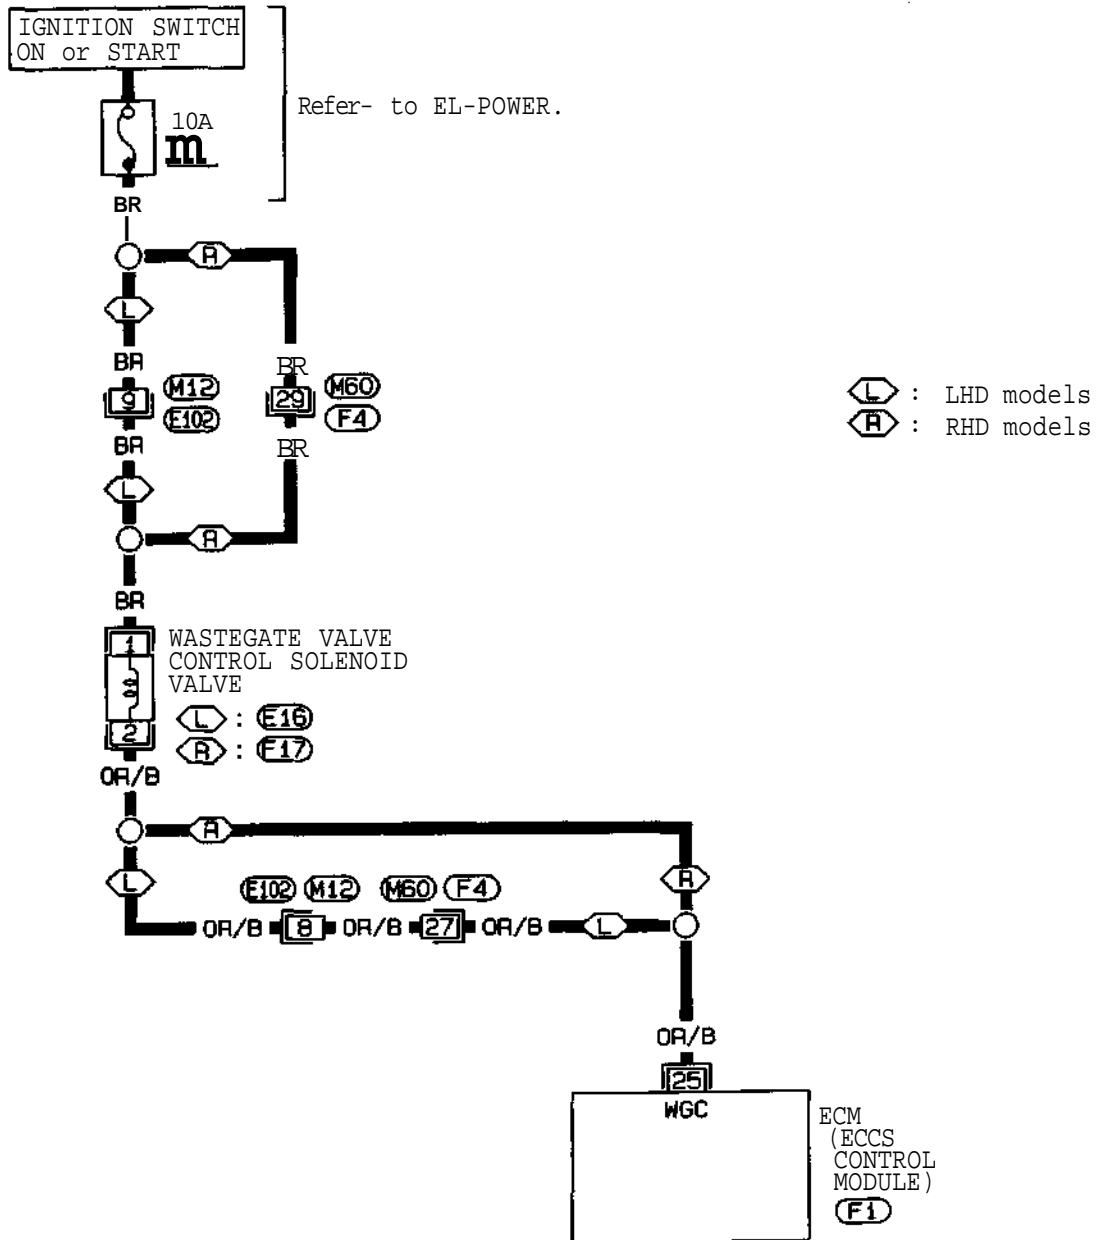 IGNITION SWITCH
ON or START
Refer- to EL-POWER.
10A
m
BR
R
L
BR
BR
9
M12
E102
29
M60
F4
L : LHD models
R : RHD models
BR
BR
L
R
BR
1
WASTEGATE VALVE
CONTROL SOLENOID
VALVE
L : E16
R : F17
2
OR/B
R
L
E102 M12 M60 F4
R
OR/B 8 OR/B 27 OR/B L
OR/B
25
WGC
ECM
(ECCS
CONTROL
MODULE)
F1